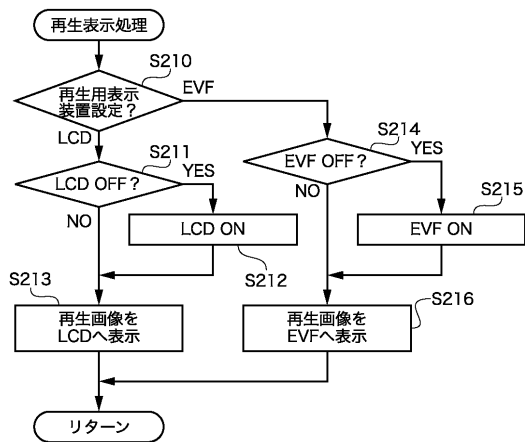 再生表示処理
S210
再生用表示
装置設定？
EVF
LCD
S211
LCD OFF？
YES
NO
LCD ON
S212
S213
再生画像を
LCDへ表示
S214
EVF OFF？
YES
NO
S215
EVF ON
S216
再生画像を
EVFへ表示
リターン